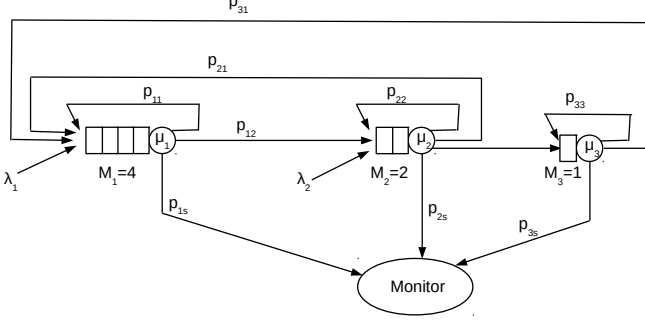 p31
p21
p11
p22
p33
μ1
p12
μ2
μ3
λ1
M1=4
λ2
M2=2
M3=1
p1s
p2s
p3s
Monitor